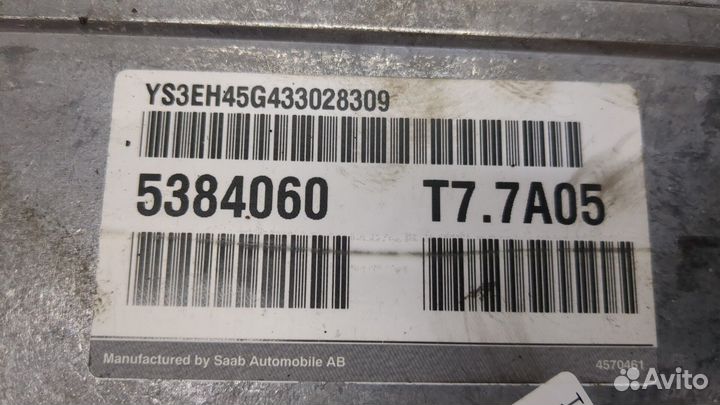 YS3EH45G433028309
5384060 T7.7A05
Manufactured by Saab Automobile AB 4570461
Avito